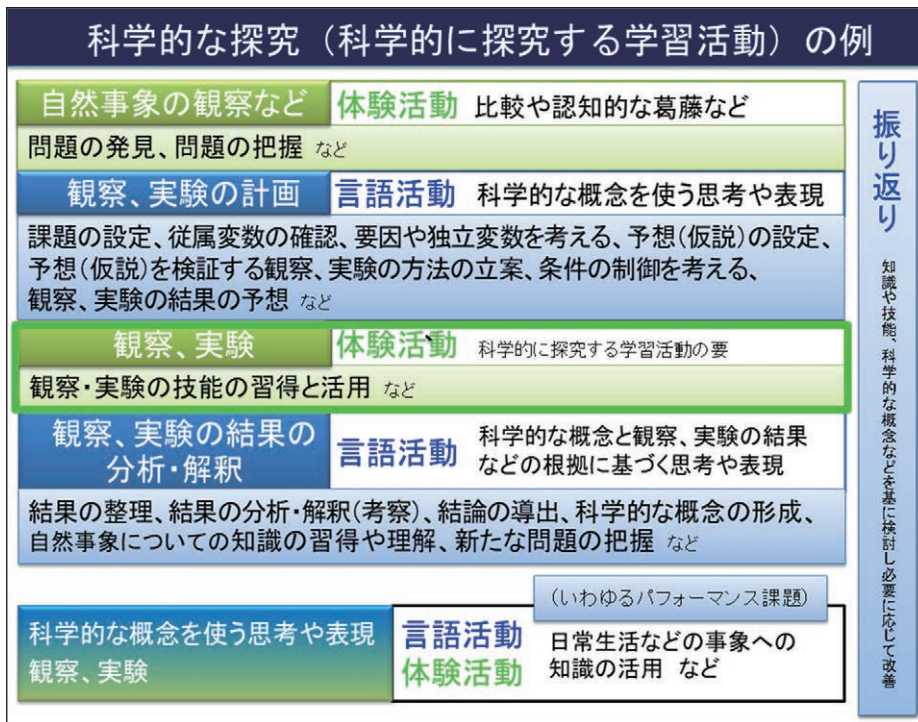 科学的な探究（科学的に探究する学習活動）の例
自然事象の観察など 体験活動 比較や認知的な葛藤など
問題の発見、問題の把握 など
観察、実験の計画 言語活動 科学的な概念を使う思考や表現
課題の設定、従属変数の確認、要因や独立変数を考える、予想(仮説)の設定、
予想(仮説)を検証する観察、実験の方法の立案、条件の制御を考える、
観察、実験の結果の予想 など
観察、実験 体験活動 科学的に探究する学習活動の要
観察・実験の技能の習得と活用 など
観察、実験の結果の
分析・解釈
言語活動
科学的な概念と観察、実験の結果
などの根拠に基づく思考や表現
結果の整理、結果の分析・解釈(考察)、結論の導出、科学的な概念の形成、
自然事象についての知識の習得や理解、新たな問題の把握 など
(いわゆるパフォーマンス課題)
科学的な概念を使う思考や表現
観察、実験
言語活動
体験活動
日常生活などの事象への
知識の活用 など
振り返り
知識や技能、科学的な概念などを基に検討し必要に応じて改善